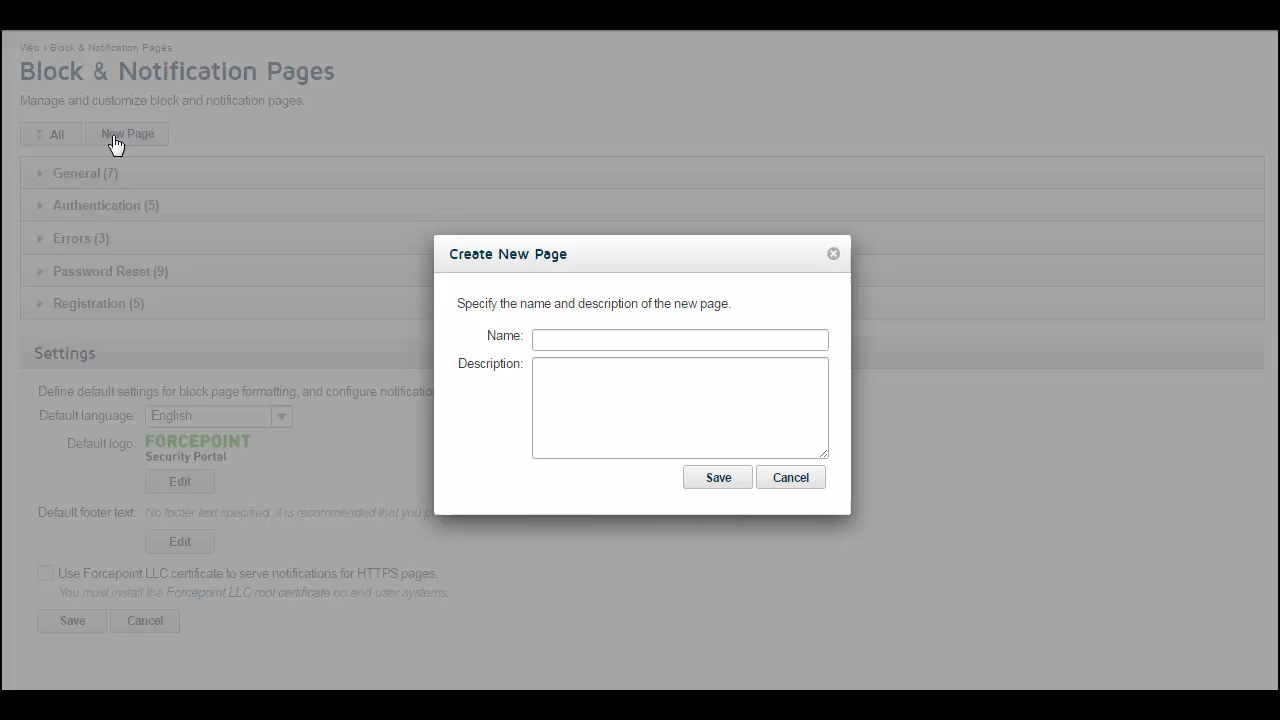 Web › Block & Notification Pages
Block & Notification Pages
Manage and customize block and notification pages.
All New Page
General (7)
Authentication (5)
Errors (3)
Password Reset (9)
Registration (5)
Create New Page
Specify the name and description of the new page.
Name:
Description:
Save Cancel
Settings
Define default settings for block page formatting, and configure notification
Default language: English
Default logo: FORCEPOINT
Security Portal
Edit
Default footer text: No footer text specified. It is recommended that you
Edit
Use Forcepoint LLC certificate to serve notifications for HTTPS pages.
You must install the Forcepoint LLC root certificate on end-user systems.
Save Cancel